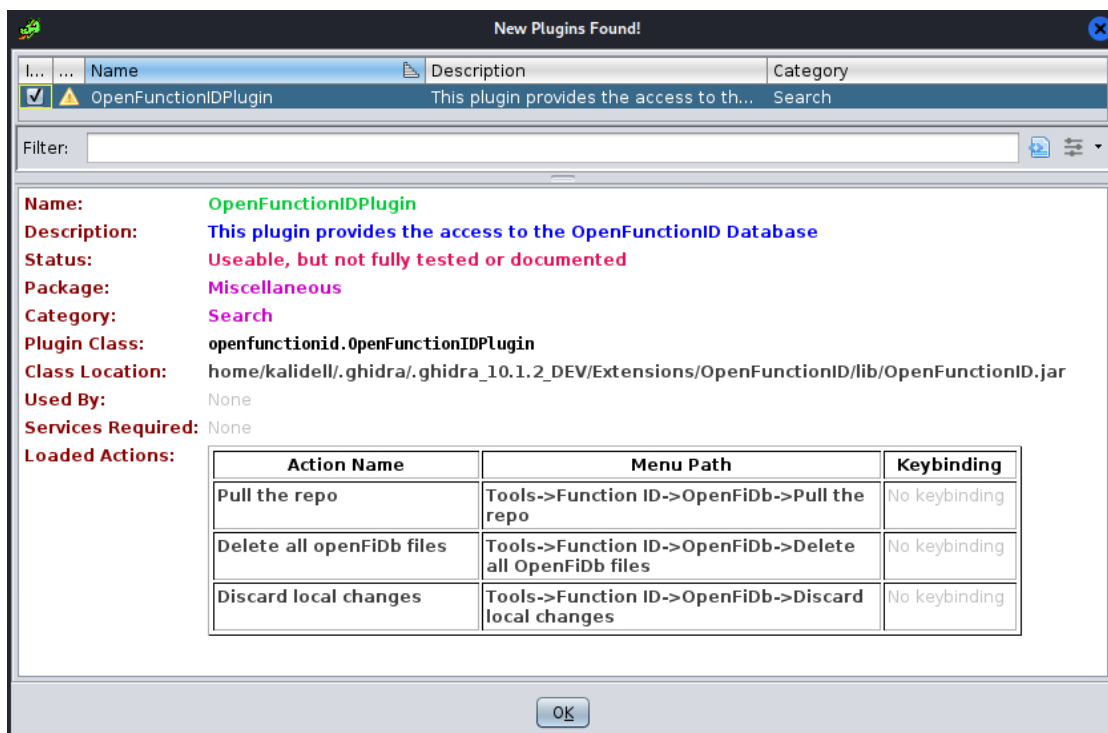 New Plugins Found!
I... ... Name Description Category
OpenFunctionIDPlugin This plugin provides the access to th... Search
Filter:
Name: OpenFunctionIDPlugin
Description: This plugin provides the access to the OpenFunctionID Database
Status: Useable, but not fully tested or documented
Package: Miscellaneous
Category: Search
Plugin Class: openfunctionid.OpenFunctionIDPlugin
Class Location: home/kalidell/.ghidra/.ghidra_10.1.2_DEV/Extensions/OpenFunctionID/lib/OpenFunctionID.jar
Used By: None
Services Required: None
Loaded Actions:
Action Name Menu Path Keybinding
Pull the repo Tools->Function ID->OpenFiDb->Pull the No keybinding
repo
Delete all openFiDb files Tools->Function ID->OpenFiDb->Delete No keybinding
all OpenFiDb files
Discard local changes Tools->Function ID->OpenFiDb->Discard No keybinding
local changes
OK